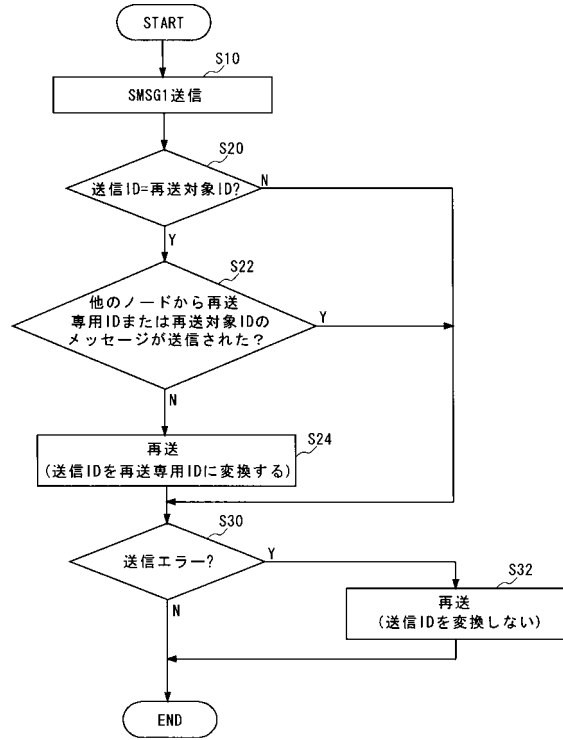 START
S10
SMSG1送信
S20
送信ID=再送対象ID?
N
Y
S22
他のノードから再送
専用IDまたは再送対象IDの
メッセージが送信された?
Y
N
S24
再送
(送信IDを再送専用IDに変換する)
S30
送信エラー?
Y
N
S32
再送
(送信IDを変換しない)
END